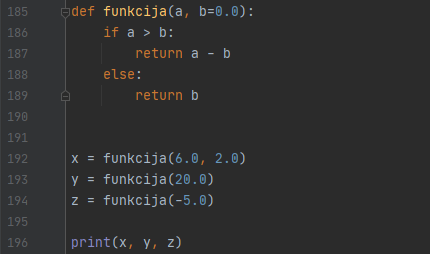 185 def funkcija(a, b=0.0):
186     if a > b:
187         return a - b
188     else:
189         return b
190
191
192 x = funkcija(6.0, 2.0)
193 y = funkcija(20.0)
194 z = funkcija(-5.0)
195
196 print(x, y, z)